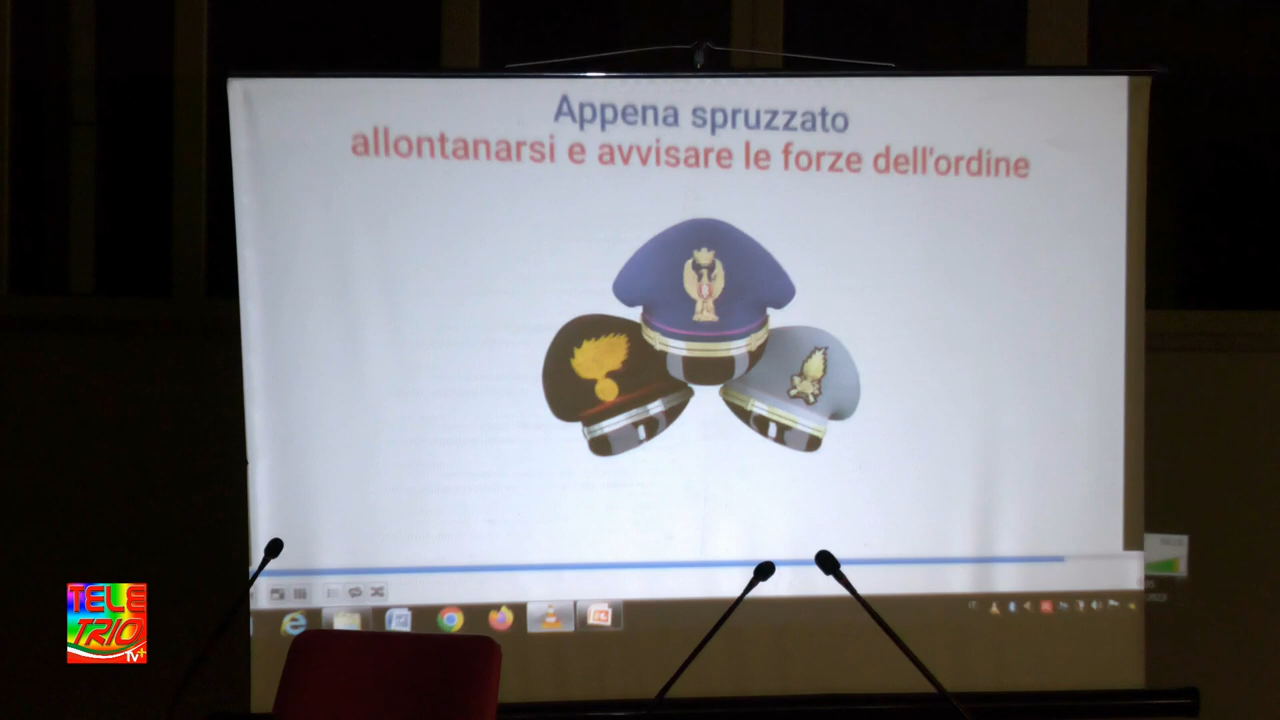 Appena spruzzato
allontanarsi e avvisare le forze dell'ordine
TELE
TRIO
TV+